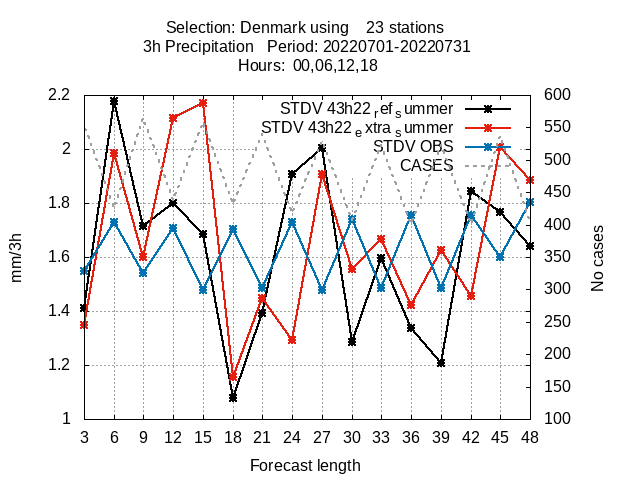 Selection: Denmark using    23 stations
3h Precipitation   Period: 20220701-20220731
Hours:  00,06,12,18
STDV 43h22ref_summer
STDV 43h22extra_summer
STDV OBS
CASES
2.2
2
1.8
1.6
1.4
1.2
1
mm/3h
600
550
500
450
400
350
300
250
200
150
100
No cases
3 6 9 12 15 18 21 24 27 30 33 36 39 42 45 48
Forecast length